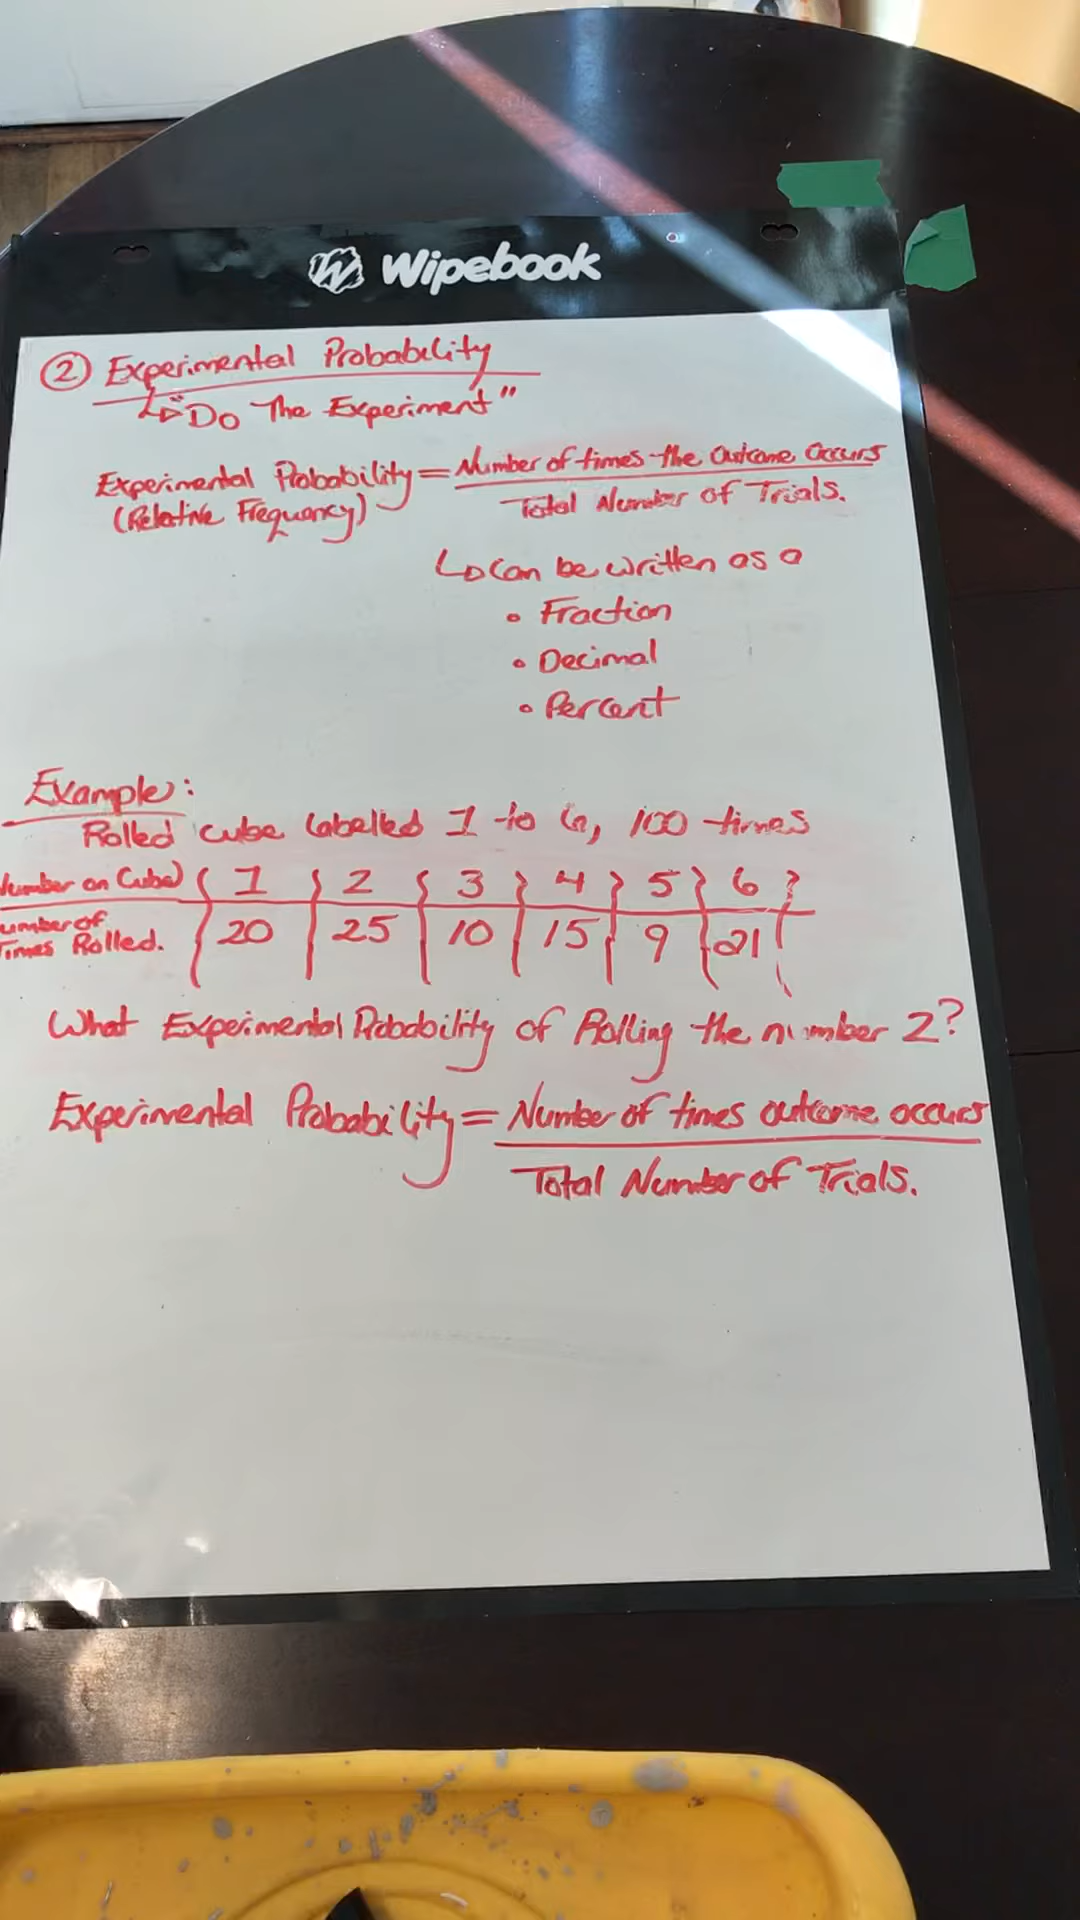 Wipebook
② Experimental Probability
↳ "Do The Experiment"
Experimental Probability = Number of times the Outcome Occurs
(Relative Frequency) Total Number of Trials.
↳ Can be written as a
• Fraction
• Decimal
• Percent
Example:
Rolled cube labelled 1 to 6, 100 times
Number on Cube 1 2 3 4 5 6
Number of
Times Rolled. 20 25 10 15 9 21
What Experimental Probability of Rolling the number 2?
Experimental Probability = Number of times outcome occurs
Total Number of Trials.